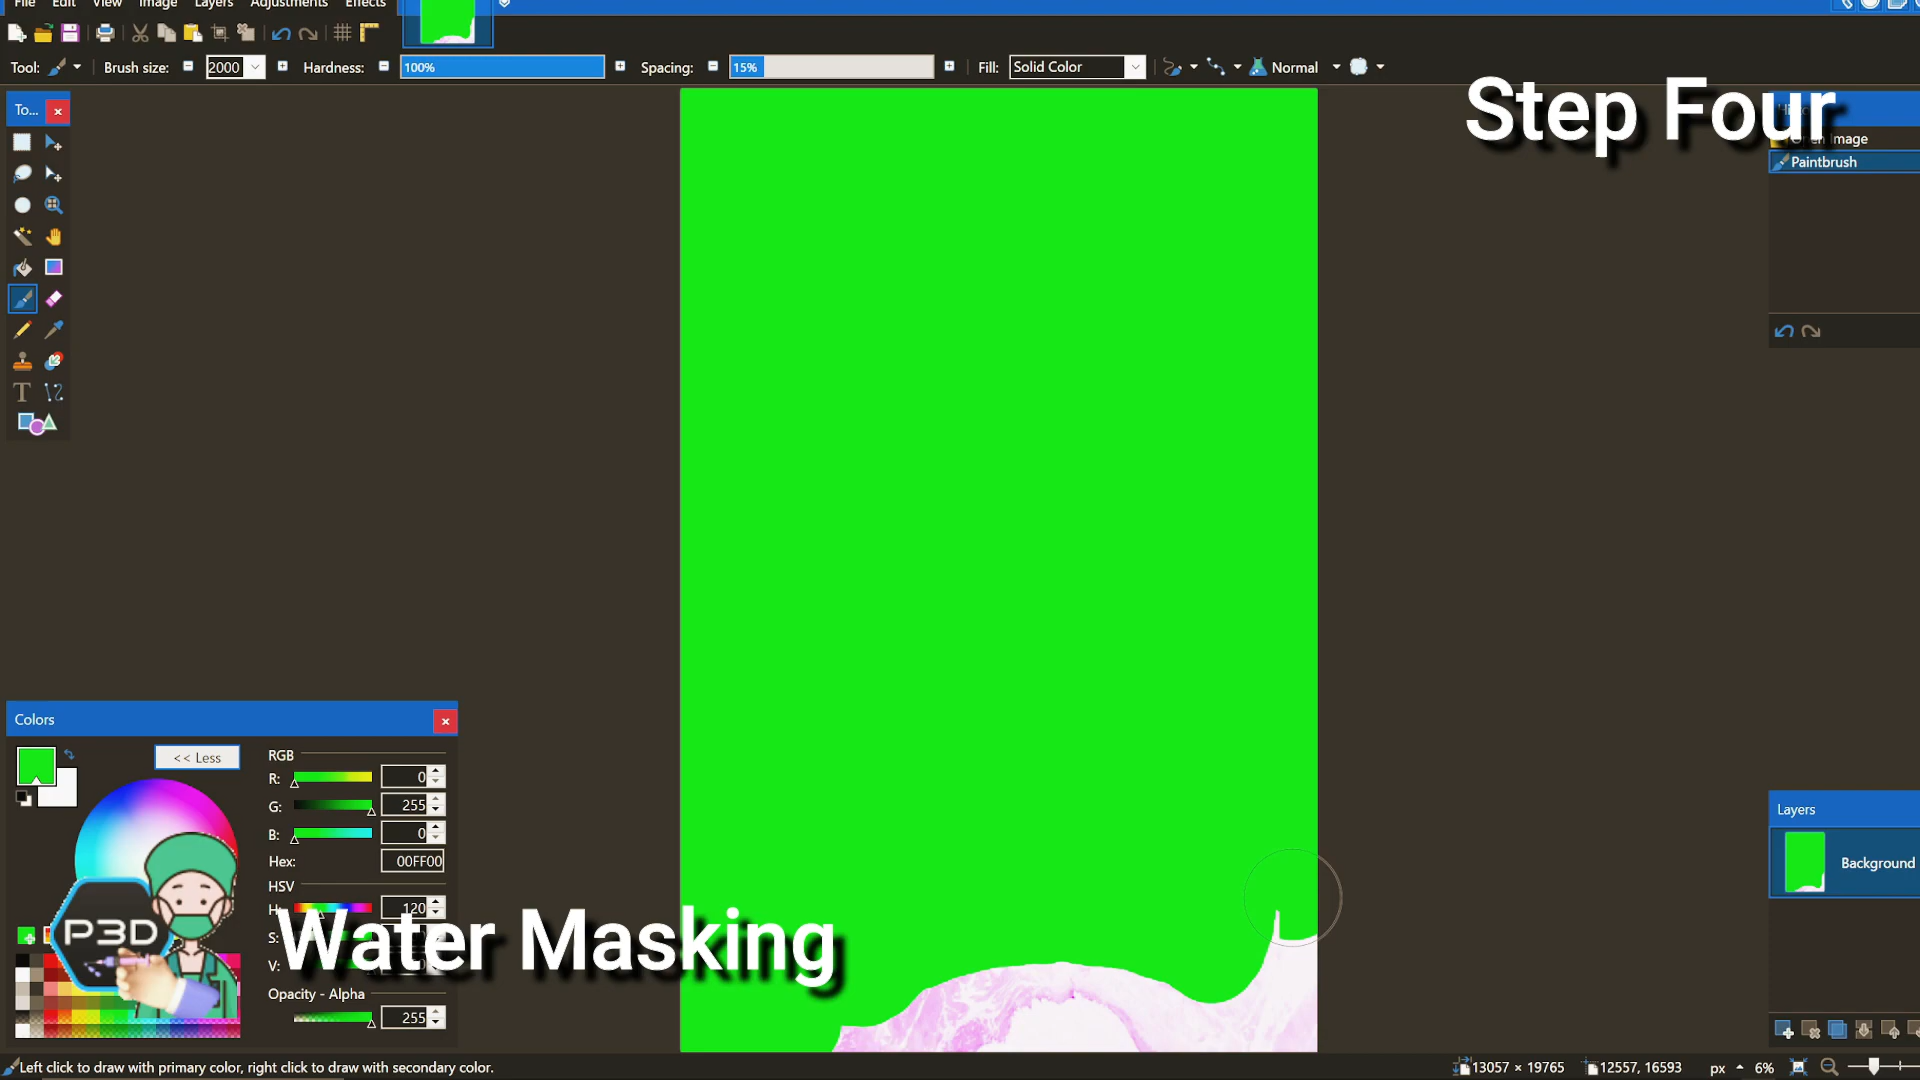 File Edit View Image Layers Adjustments Effects
Tool: Brush size: 2000 Hardness: 100% Spacing: 15% Fill: Solid Color Normal
Step Four
To...
Image
Paintbrush
Colors
<< Less
RGB
R: 0
G: 255
B: 0
Hex: 00FF00
HSV
H: 120
S:
V:
Opacity - Alpha
255
P3D
Water Masking
Layers
Background
Left click to draw with primary color, right click to draw with secondary color.
13057 × 19765 12557, 16593 px 6%